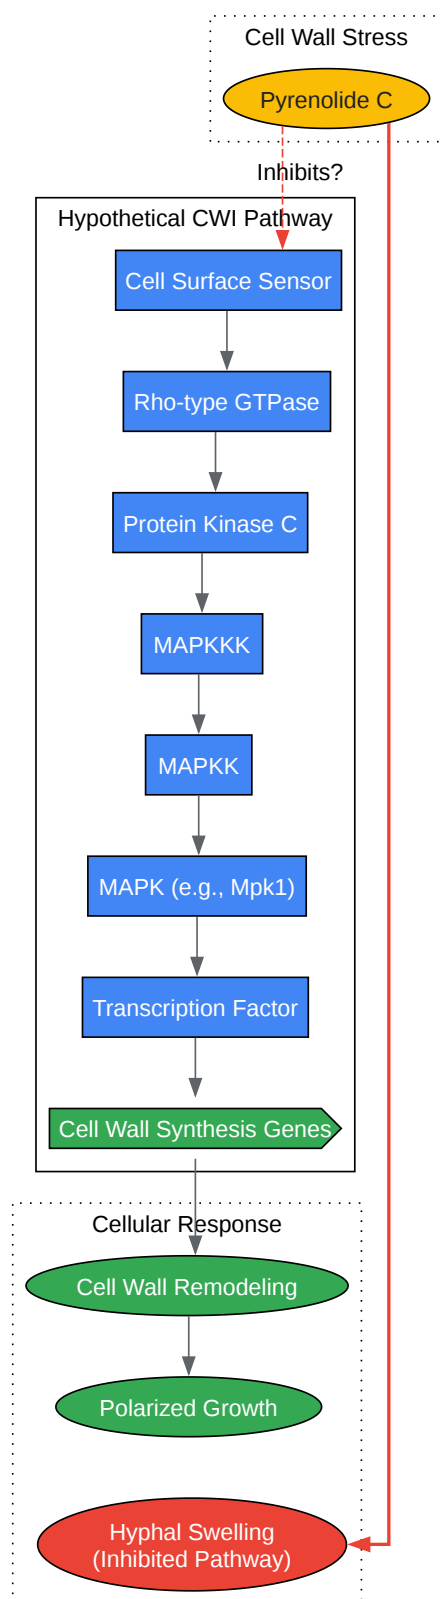 Cell Wall Stress
Pyrenolide C
Inhibits?
Hypothetical CWI Pathway
Cell Surface Sensor
Rho-type GTPase
Protein Kinase C
MAPKKK
MAPKK
MAPK (e.g., Mpk1)
Transcription Factor
Cell Wall Synthesis Genes
Cellular Response
Cell Wall Remodeling
Polarized Growth
Hyphal Swelling
(Inhibited Pathway)